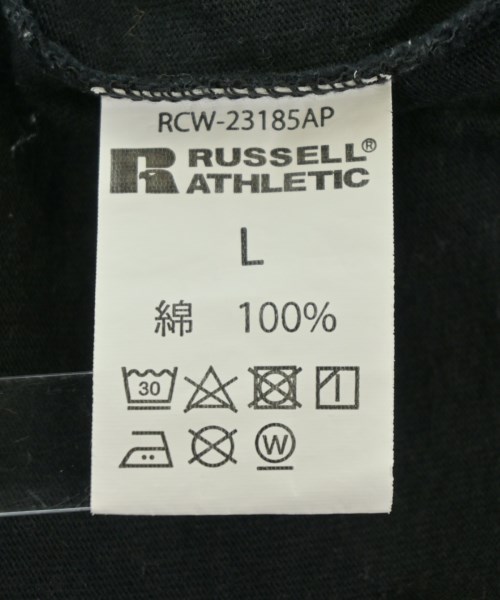 RCW-23185AP
RUSSELL®
ATHLETIC
L
綿 100%
30
W